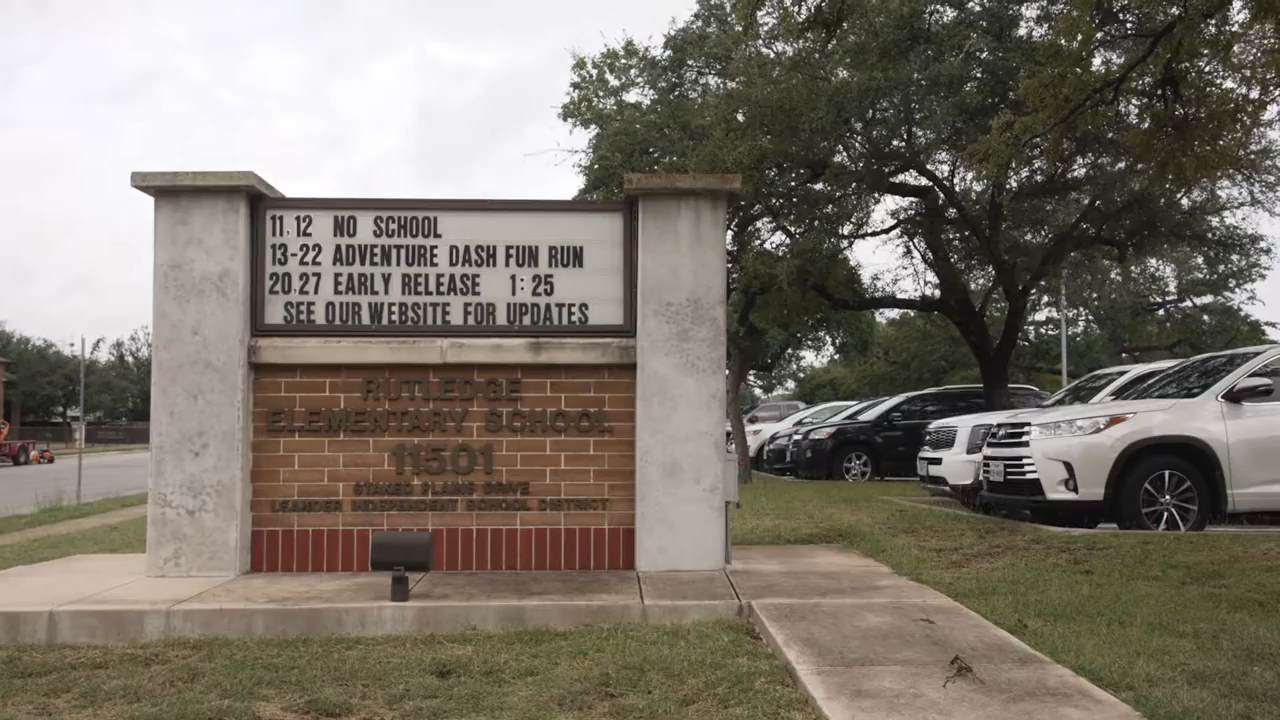 11,12 NO SCHOOL
13-22 ADVENTURE DASH FUN RUN
20,27 EARLY RELEASE 1:25
SEE OUR WEBSITE FOR UPDATES
RUTLEDGE
ELEMENTARY SCHOOL
11501
STAKED PLAINS DRIVE
LEANDER INDEPENDENT SCHOOL DISTRICT